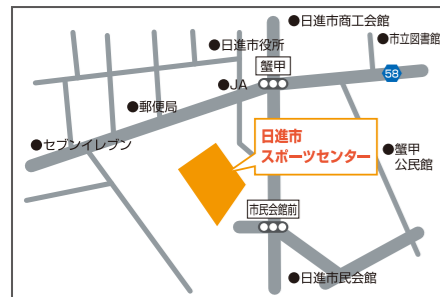 ●日進市商工会館
●市立図書館
●日進市役所
蟹甲
58
●JA
●郵便局
日進市
スポーツセンター
●セブンイレブン
●蟹甲
公民館
市民会館前
●日進市民会館